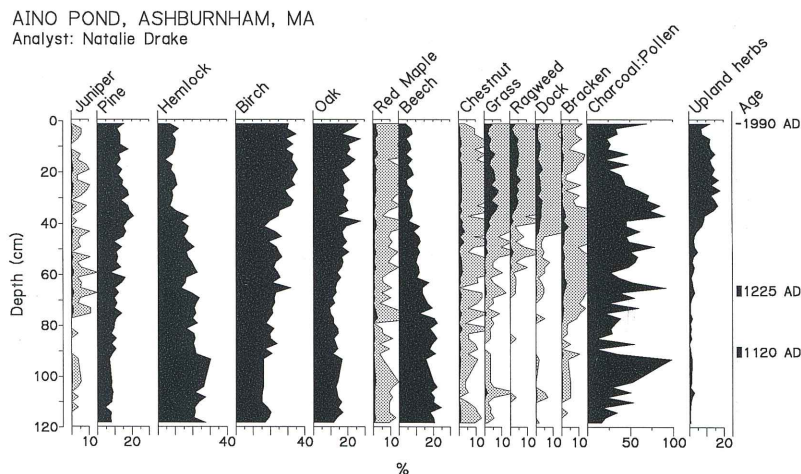 AINO POND, ASHBURNHAM, MA
Analyst: Natalie Drake
Juniper
Pine
Hemlock
Birch
Oak
Red Maple
Beech
Chestnut
Grass
Ragweed
Dock
Bracken
Charcoal:Pollen
Upland herbs
Age
Depth (cm)
0
20
40
60
80
100
120
1990 AD
1225 AD
1120 AD
10 20 40 40 20 10 20 10 10 10 10 10 50 100 20
%